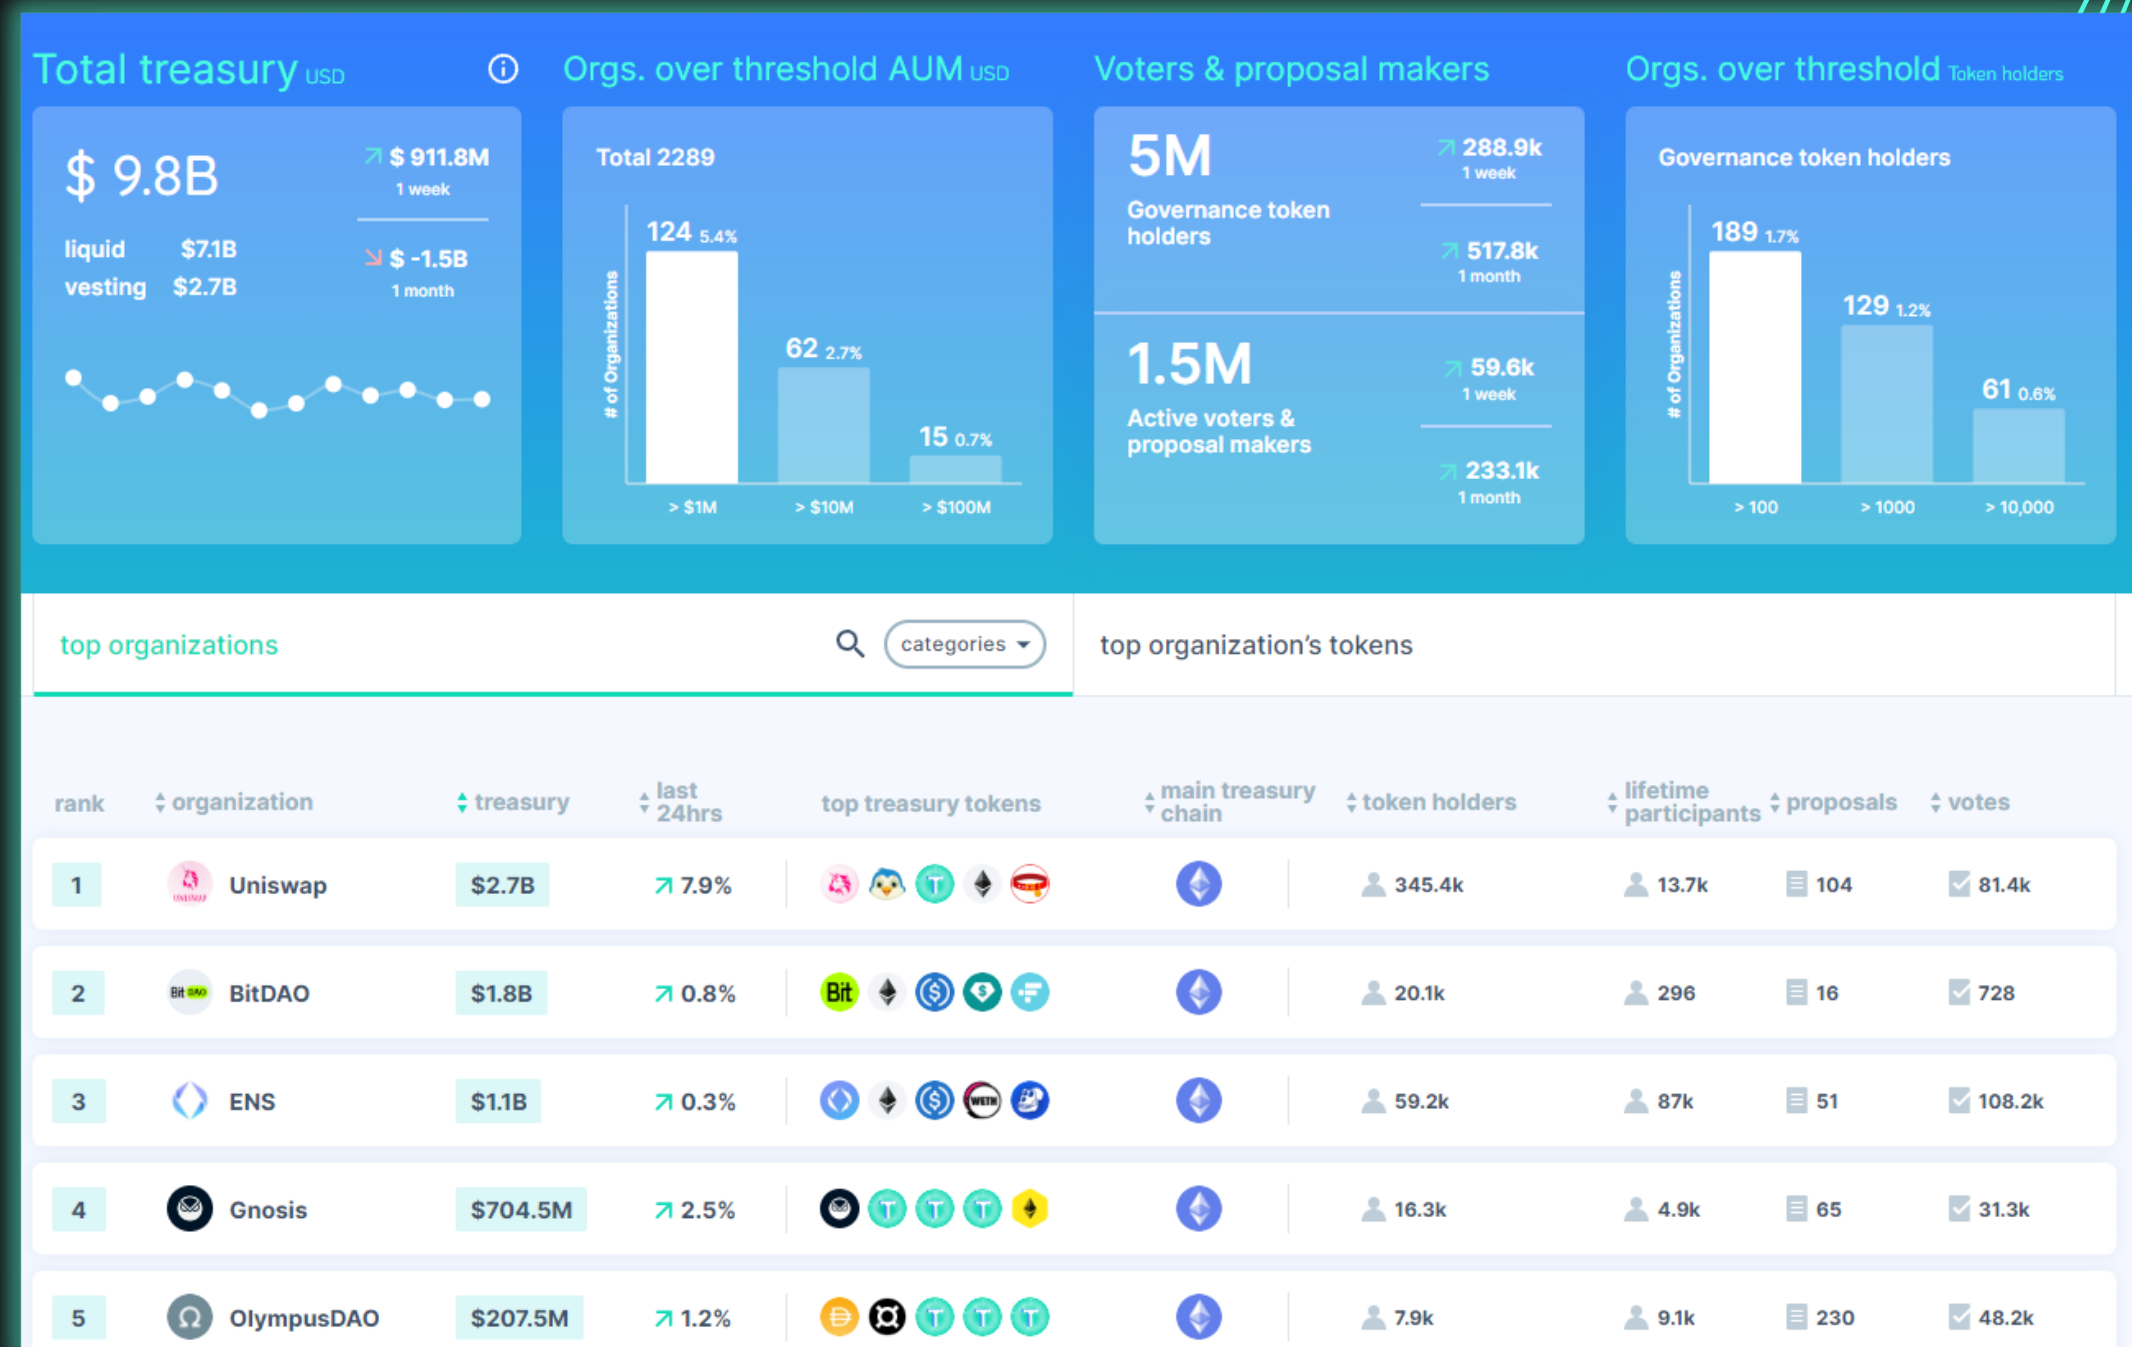 Total treasury USD
$ 9.8B
$ 911.8M
1 week
liquid $7.1B
vesting $2.7B
$ -1.5B
1 month
Orgs. over threshold AUM USD
Total 2289
# of Organizations
124 5.4%
62 2.7%
15 0.7%
> $1M > $10M > $100M
Voters & proposal makers
5M
Governance token
holders
288.9k
1 week
517.8k
1 month
1.5M
Active voters &
proposal makers
59.6k
1 week
233.1k
1 month
Orgs. over threshold Token holders
Governance token holders
# of Organizations
189 1.7%
129 1.2%
61 0.6%
> 100 > 1000 > 10,000
top organizations categories top organization's tokens
rank organization treasury last 24hrs top treasury tokens main treasury chain token holders lifetime participants proposals votes
1 UNISWAP Uniswap $2.7B 7.9% 345.4k 13.7k 104 81.4k
2 Bit DAO BitDAO $1.8B 0.8% Bit 20.1k 296 16 728
3 ENS $1.1B 0.3% WETH 59.2k 87k 51 108.2k
4 Gnosis $704.5M 2.5% 16.3k 4.9k 65 31.3k
5 OlympusDAO $207.5M 1.2% 7.9k 9.1k 230 48.2k